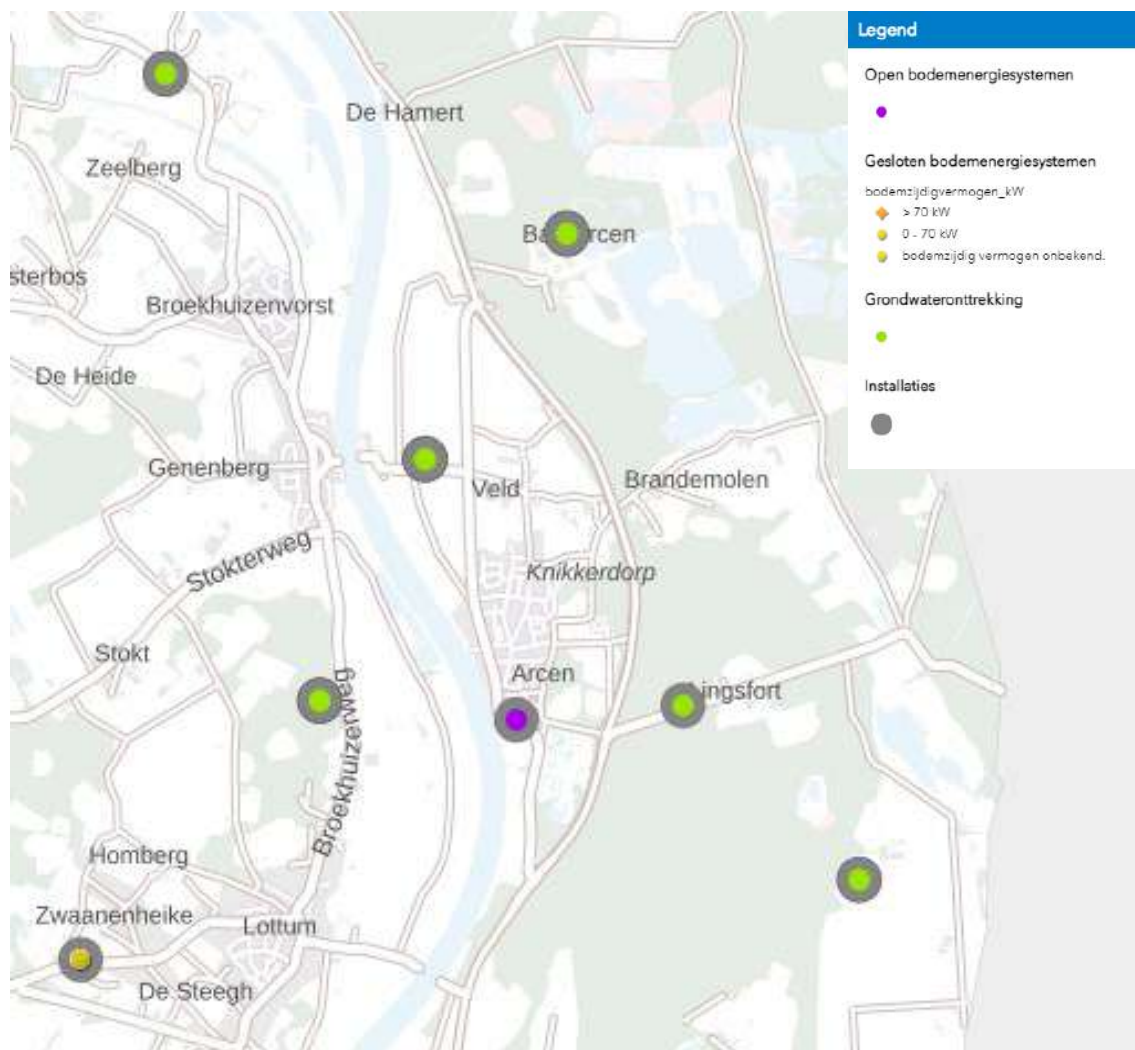 Legend
Open bodemenergiesystemen
Gesloten bodemenergiesystemen
bodemzijdigvermogen_kW
> 70 kW
0 - 70 kW
bodemzijdig vermogen onbekend.
Grondwateronttrekking
Installaties
De Hamert
Zeelberg
sterbos
Broekhuizenvorst
De Heide
Genenberg
Veld
Brandemolen
Stokterweg
Knikkerdorp
Stokt
Arcen
ingsfort
Broekhuizerweg
Homberg
Zwaanenheike
Lottum
De Steegh